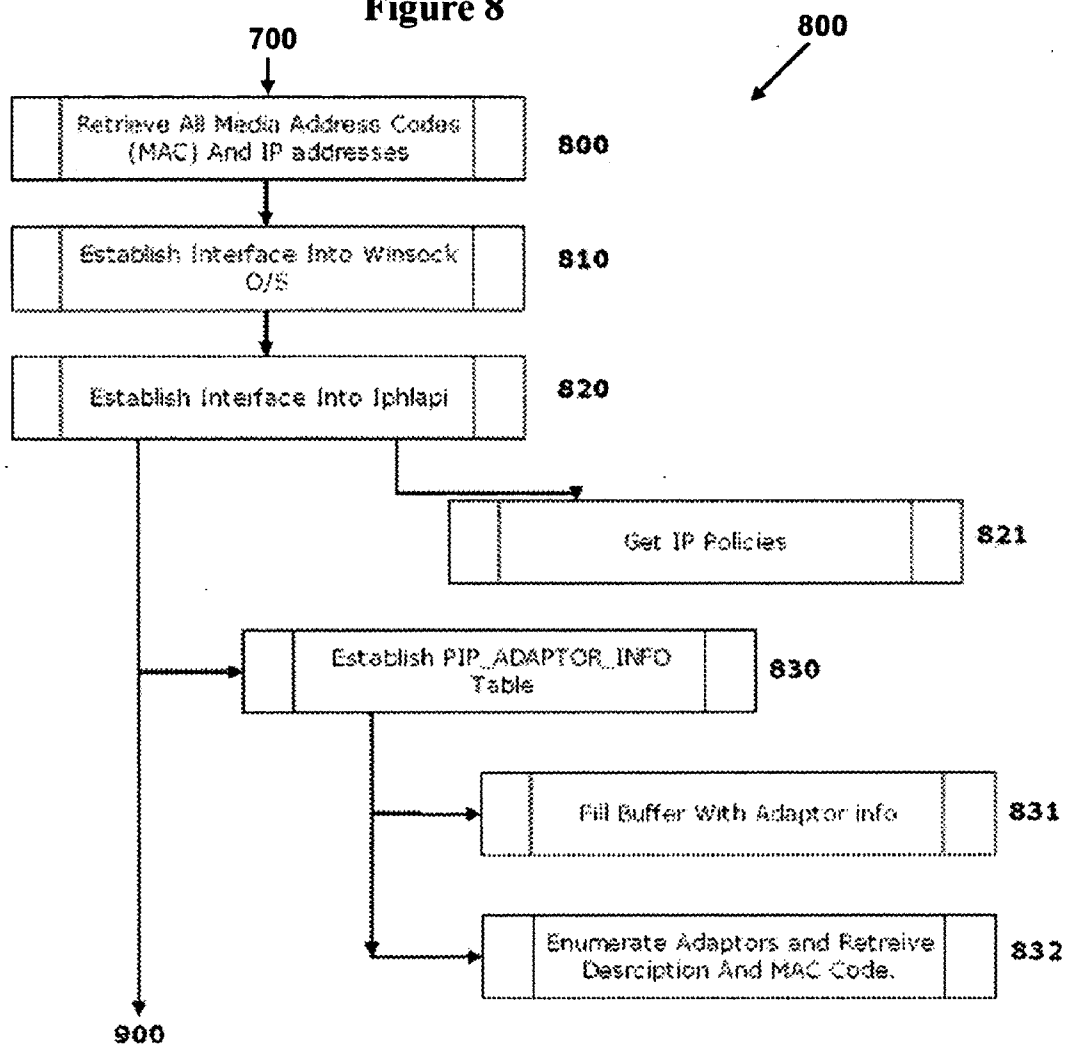 Figure 8
700
800
Retrieve All Media Address Codes
(MAC) And IP addresses
800
Establish Interface Into Winsock
O/S
810
Establish Interface Into Iphlapi
820
Get IP Policies
821
Establish PIP_ADAPTOR_INFO
Table
830
Fill Buffer With Adaptor info
831
Enumerate Adaptors and Retreive
Desrciption And MAC Code.
832
900